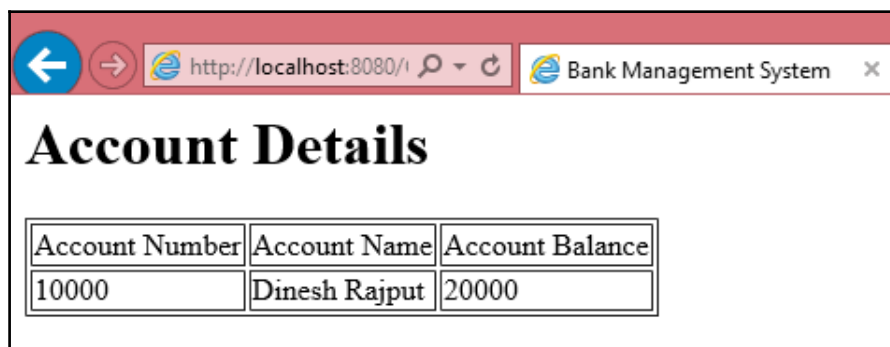 http://localhost:8080/
Bank Management System
Account Details
Account Number Account Name Account Balance
10000 Dinesh Rajput 20000